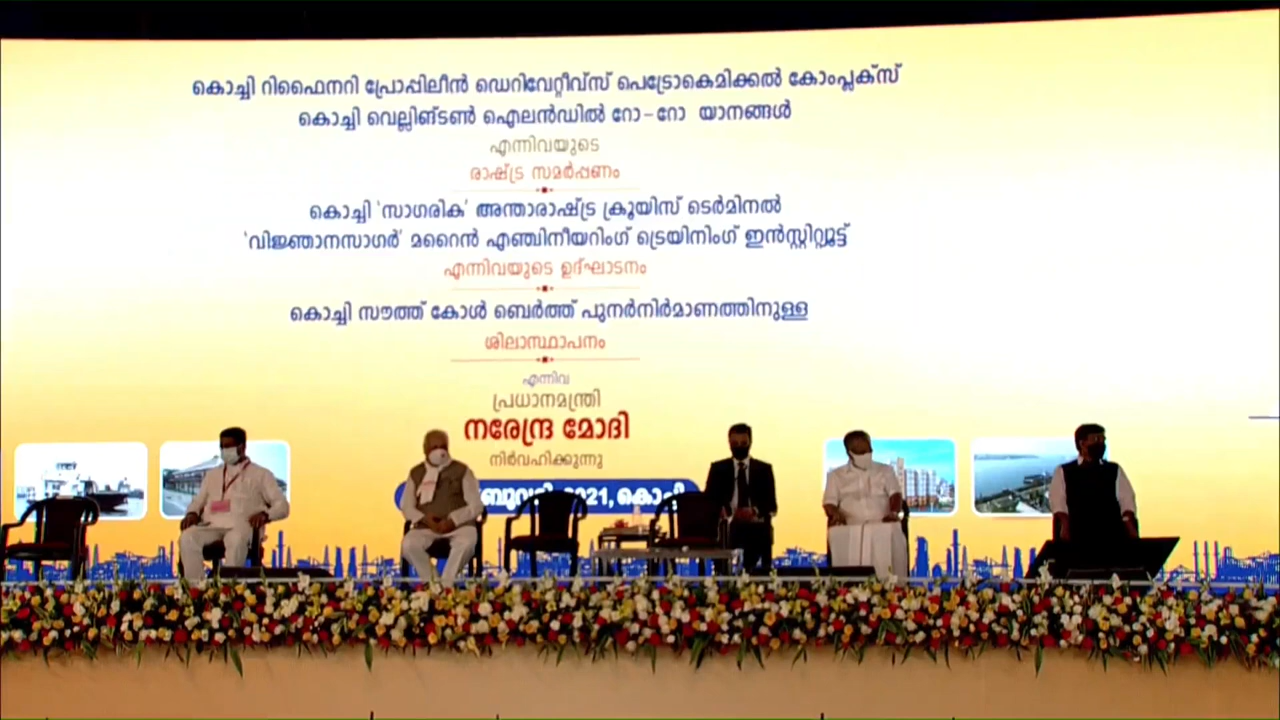 കൊച്ചി റിഫൈനറി പ്രോപ്പിലീൻ ഡെറിവേറ്റീവ്സ് പെട്രോകെമിക്കൽ കോംപ്ലക്സ്
കൊച്ചി വെല്ലിങ്ടൺ ഐലൻഡിൽ റോ-റോ യാനങ്ങൾ
എന്നിവയുടെ
രാഷ്ട്ര സമർപ്പണം
കൊച്ചി 'സാഗരിക' അന്താരാഷ്ട്ര ക്രൂയിസ് ടെർമിനൽ
'വിജ്ഞാനസാഗർ' മറൈൻ എഞ്ചിനീയറിംഗ് ട്രെയിനിംഗ് ഇൻസ്റ്റിറ്റ്യൂട്ട്
എന്നിവയുടെ ഉദ്ഘാടനം
കൊച്ചി സൗത്ത് കോൾ ബെർത്ത് പുനർനിർമാണത്തിനുള്ള
ശിലാസ്ഥാപനം
എന്നിവ
പ്രധാനമന്ത്രി
നരേന്ദ്ര മോദി
നിർവഹിക്കുന്നു
2021, കൊച്ചി